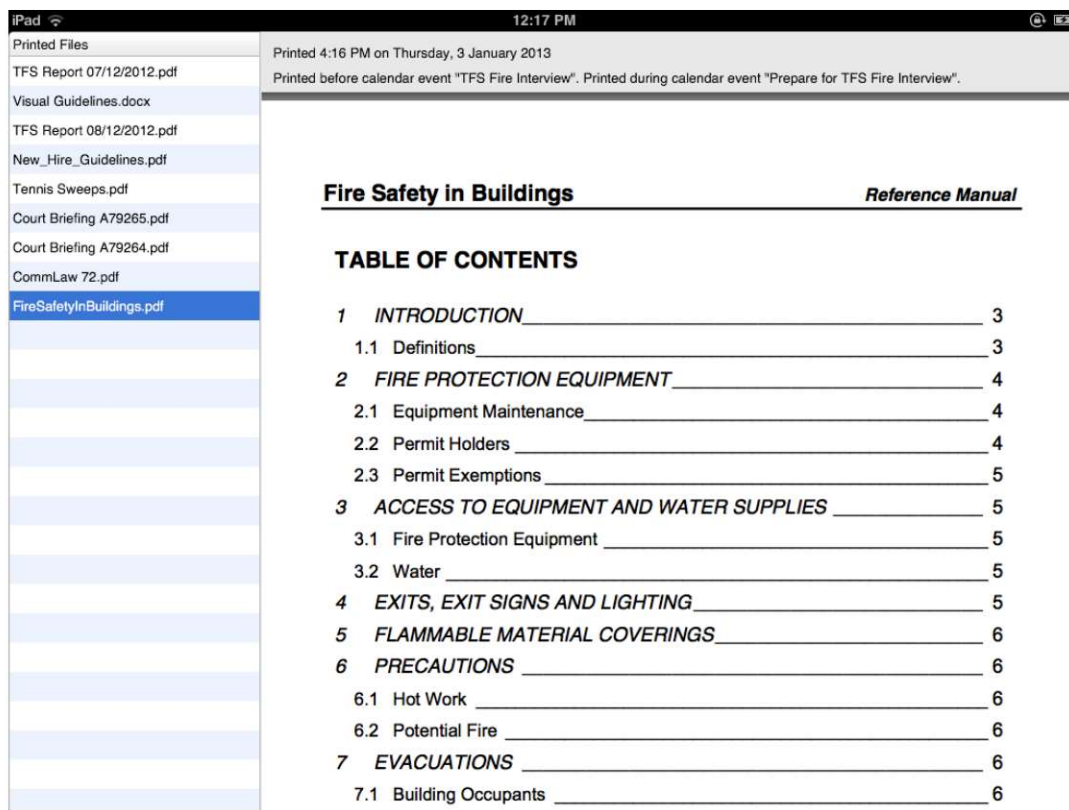 iPad 12:17 PM
Printed Files
TFS Report 07/12/2012.pdf
Visual Guidelines.docx
TFS Report 08/12/2012.pdf
New_Hire_Guidelines.pdf
Tennis Sweeps.pdf
Court Briefing A79265.pdf
Court Briefing A79264.pdf
CommLaw 72.pdf
FireSafetyInBuildings.pdf
Printed 4:16 PM on Thursday, 3 January 2013
Printed before calendar event "TFS Fire Interview". Printed during calendar event "Prepare for TFS Fire Interview".
Fire Safety in Buildings Reference Manual
TABLE OF CONTENTS
1 INTRODUCTION 3
1.1 Definitions 3
2 FIRE PROTECTION EQUIPMENT 4
2.1 Equipment Maintenance 4
2.2 Permit Holders 4
2.3 Permit Exemptions 5
3 ACCESS TO EQUIPMENT AND WATER SUPPLIES 5
3.1 Fire Protection Equipment 5
3.2 Water 5
4 EXITS, EXIT SIGNS AND LIGHTING 5
5 FLAMMABLE MATERIAL COVERINGS 6
6 PRECAUTIONS 6
6.1 Hot Work 6
6.2 Potential Fire 6
7 EVACUATIONS 6
7.1 Building Occupants 6